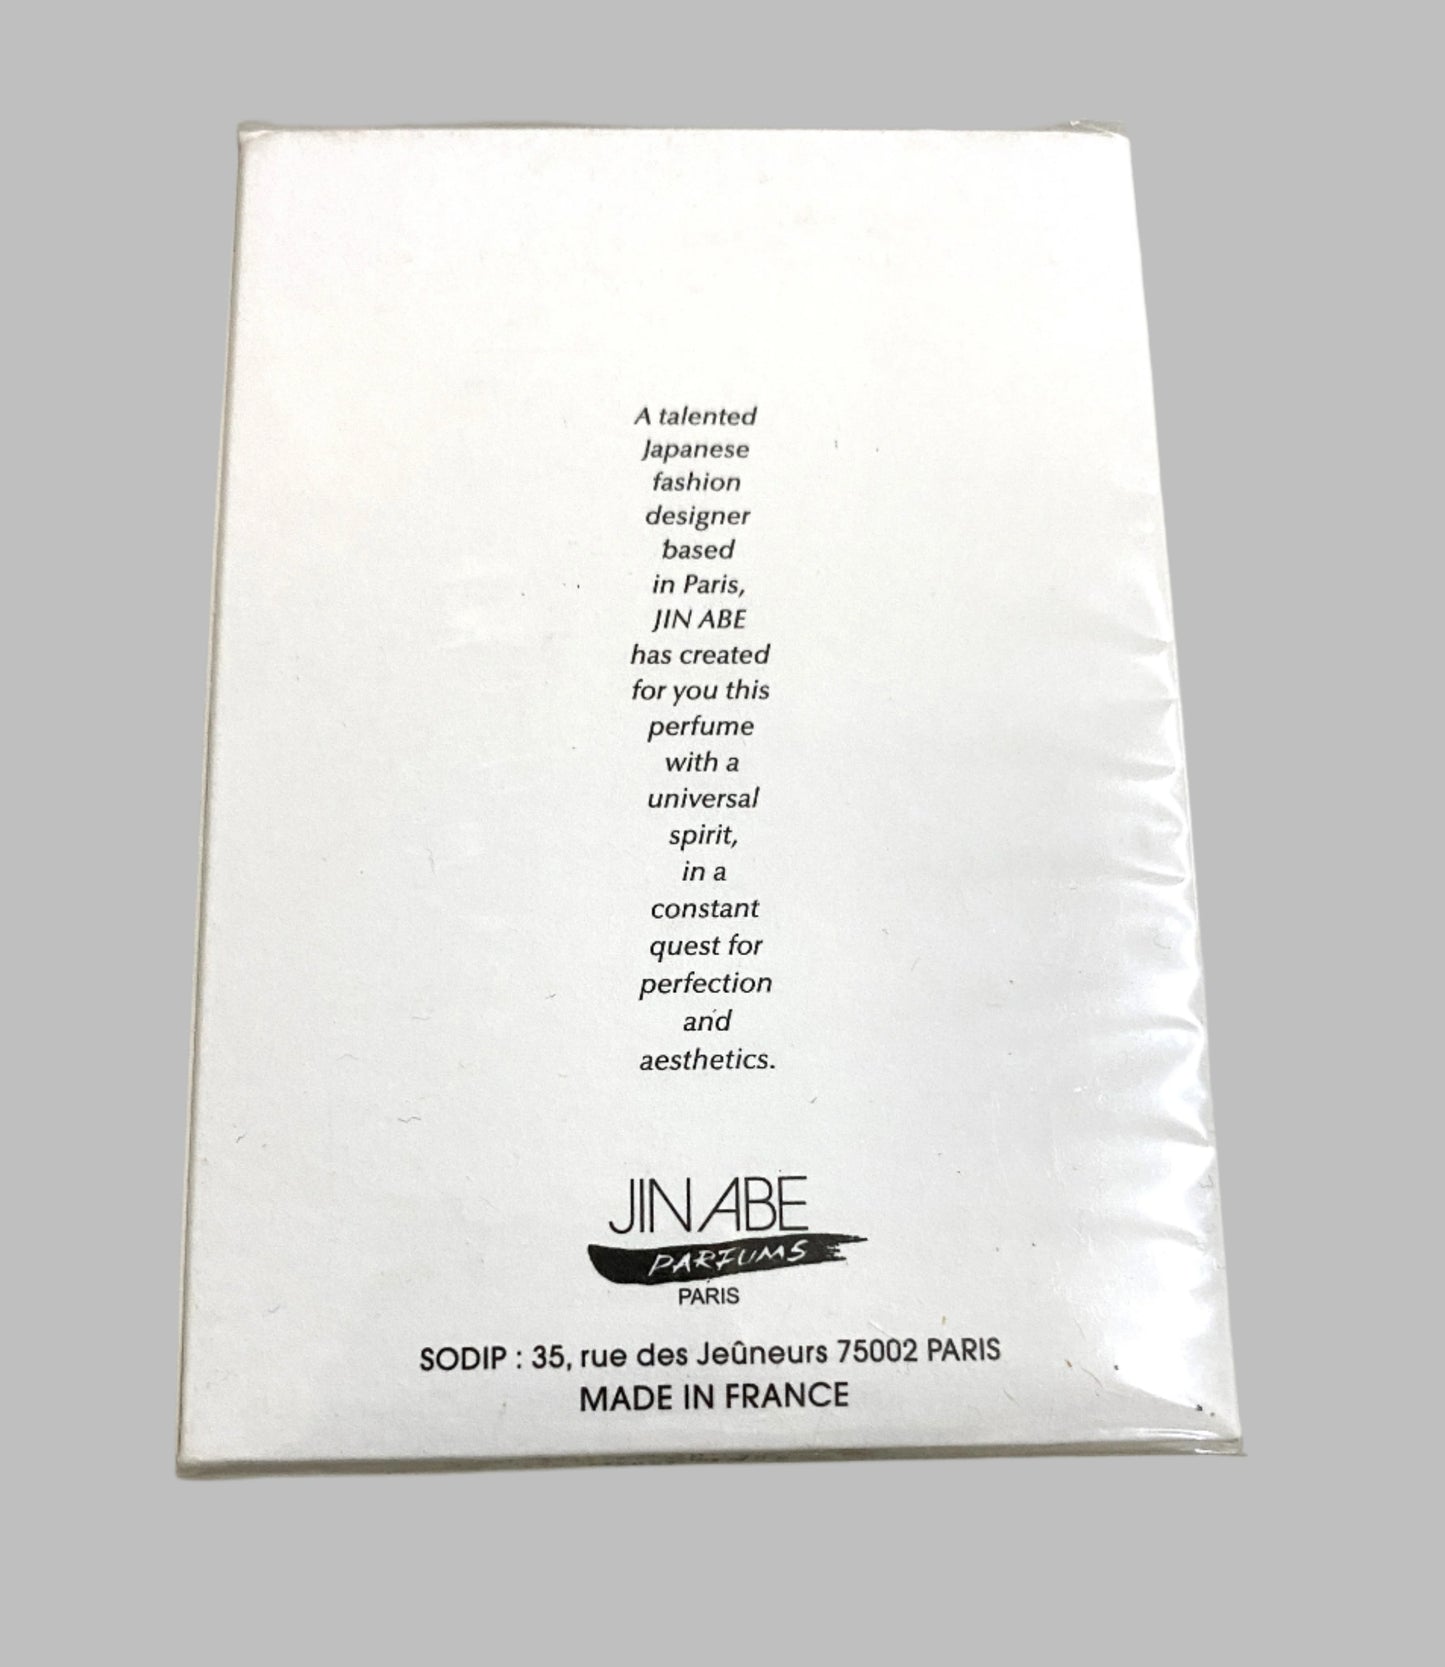 A talented
Japanese
fashion
designer
based
in Paris,
JIN ABE
has created
for you this
perfume
with a
universal
spirit,
in a
constant
quest for
perfection
and
aesthetics.
JIN ABE
PARFUMS
PARIS
SODIP : 35, rue des Jeûneurs 75002 PARIS
MADE IN FRANCE